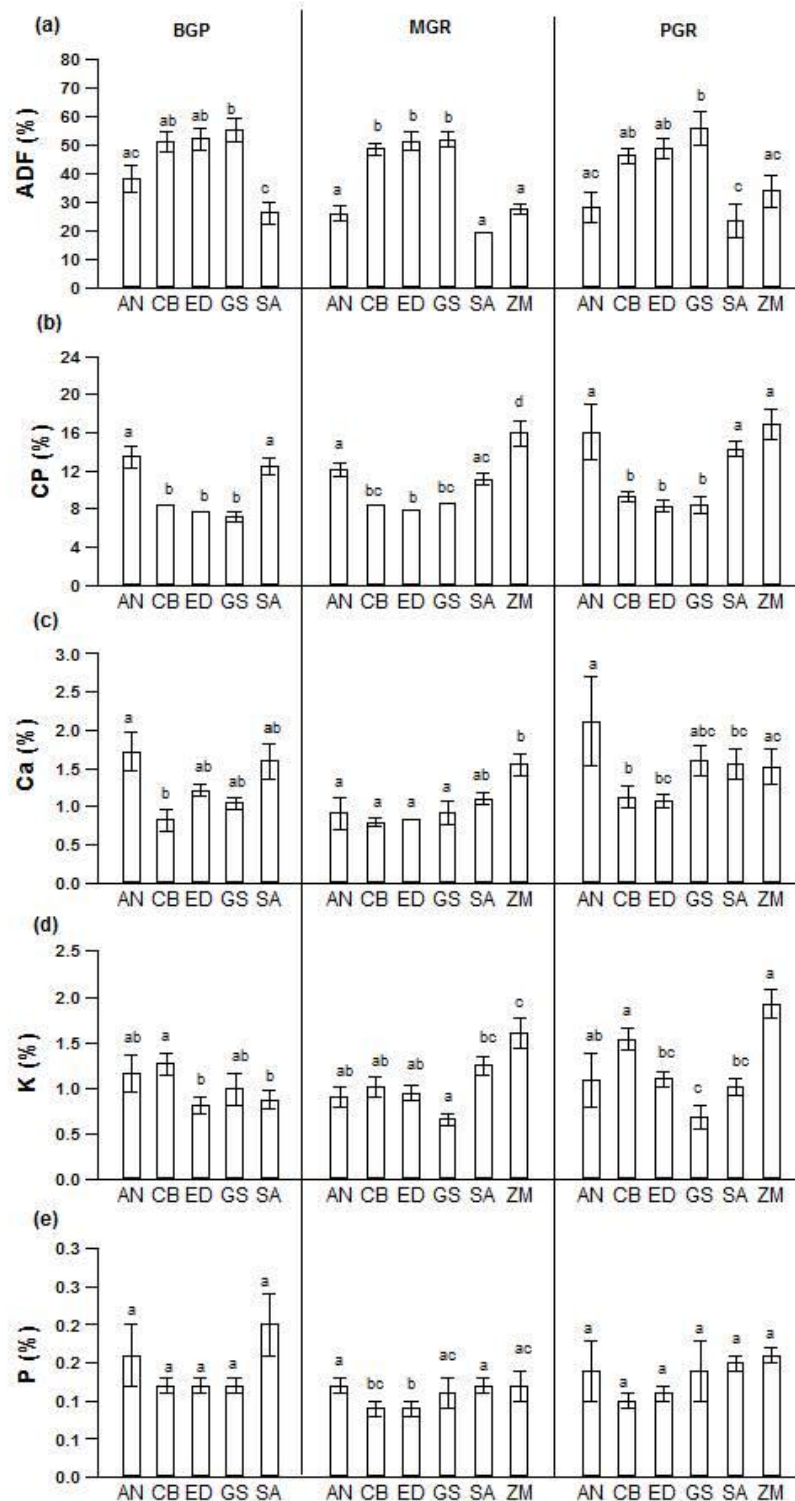 (a) BGP MGR PGR
80
70
60
50
40
30
20
10
0
ADF (%)
ac ab ab b c a b b b a a ac ab ab b c ac
AN CB ED GS SA AN CB ED GS SA ZM AN CB ED GS SA ZM
(b)
24
20
16
12
8
4
0
CP (%)
a b b b a a bc b bc ac d a b b b a a
AN CB ED GS SA AN CB ED GS SA ZM AN CB ED GS SA ZM
(c)
3.0
2.5
2.0
1.5
1.0
0.5
0.0
Ca (%)
a b ab ab ab a a a a ab b a b bc abc bc ac
AN CB ED GS SA AN CB ED GS SA ZM AN CB ED GS SA ZM
(d)
2.5
2.0
1.5
1.0
0.5
0.0
K (%)
ab a b ab b ab ab ab a bc c ab a bc c bc a
AN CB ED GS SA AN CB ED GS SA ZM AN CB ED GS SA ZM
(e)
0.3
0.3
0.2
0.2
0.1
0.1
0.0
P (%)
a a a a a a bc b ac a ac a a a a a a
AN CB ED GS SA AN CB ED GS SA ZM AN CB ED GS SA ZM